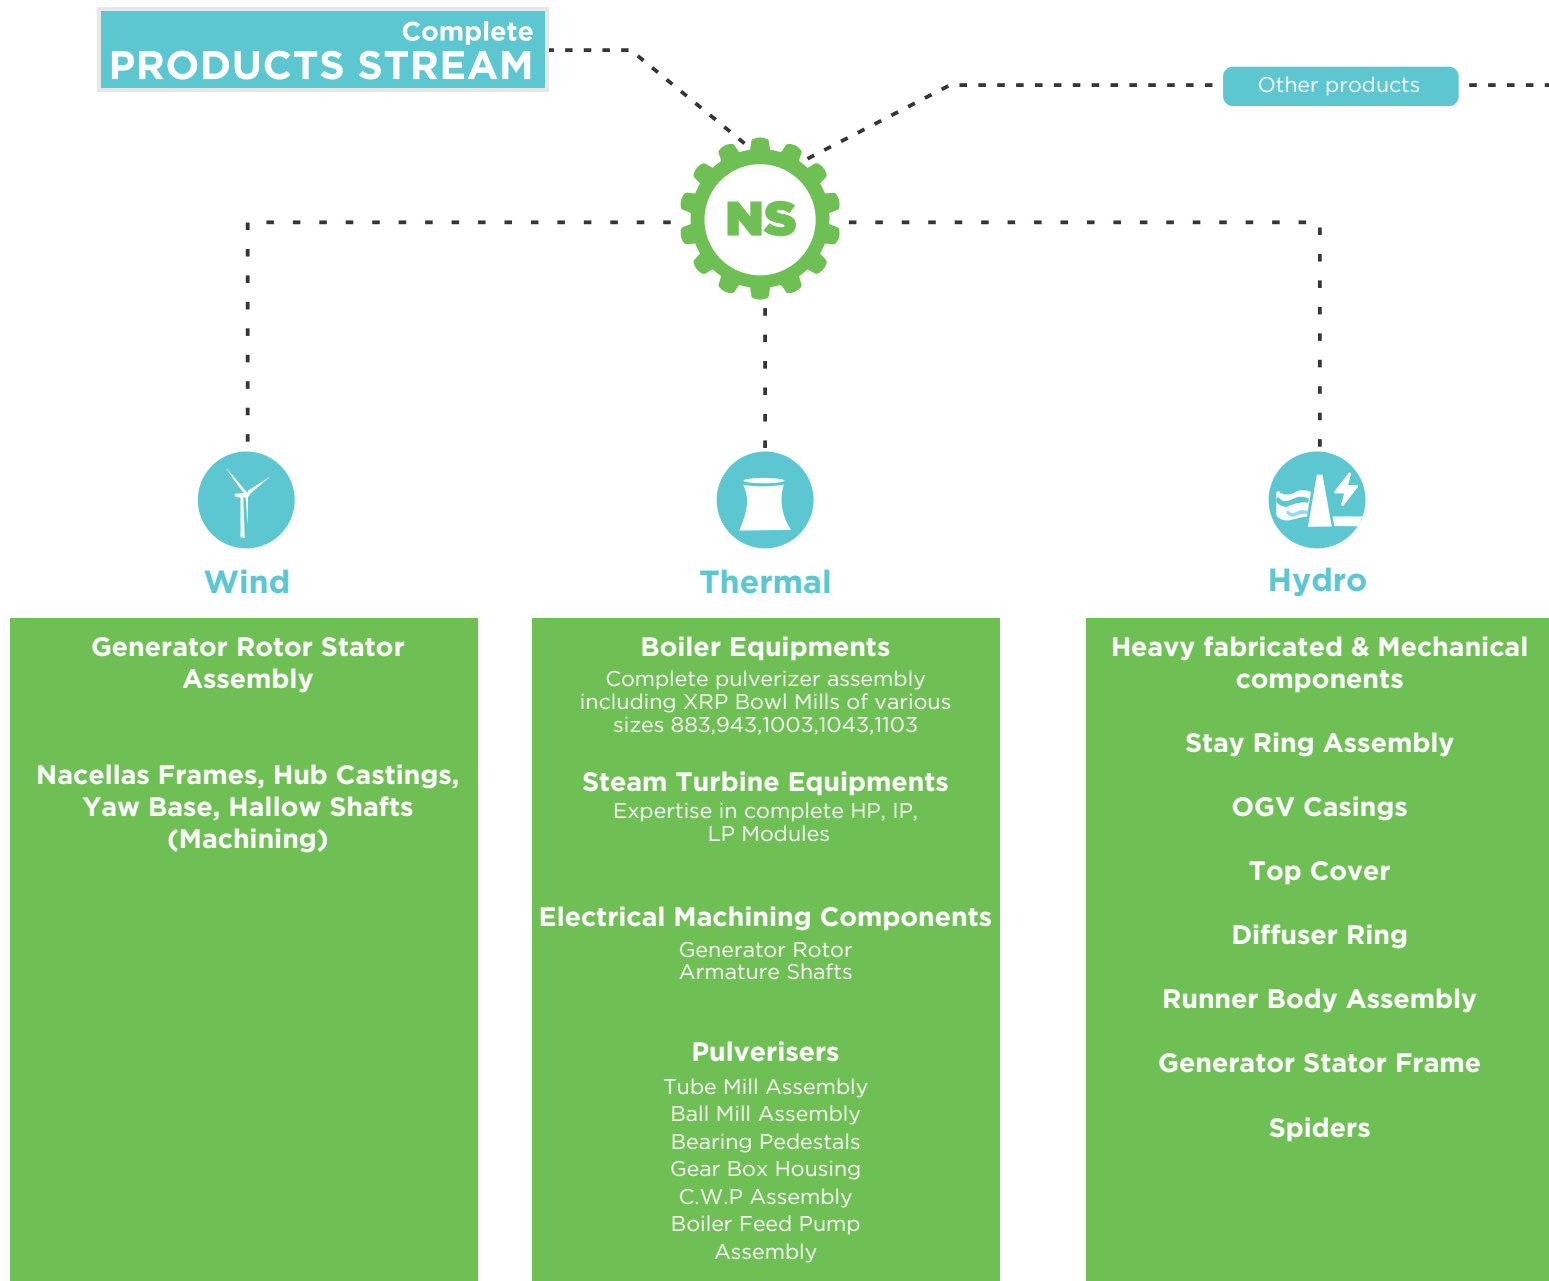 Complete
PRODUCTS STREAM
Other products
NS
Wind
Generator Rotor Stator
Assembly
Nacellas Frames, Hub Castings,
Yaw Base, Hallow Shafts
(Machining)
Thermal
Boiler Equipments
Complete pulverizer assembly
including XRP Bowl Mills of various
sizes 883,943,1003,1043,1103
Steam Turbine Equipments
Expertise in complete HP, IP,
LP Modules
Electrical Machining Components
Generator Rotor
Armature Shafts
Pulverisers
Tube Mill Assembly
Ball Mill Assembly
Bearing Pedestals
Gear Box Housing
C.W.P Assembly
Boiler Feed Pump
Assembly
Hydro
Heavy fabricated & Mechanical
components
Stay Ring Assembly
OGV Casings
Top Cover
Diffuser Ring
Runner Body Assembly
Generator Stator Frame
Spiders